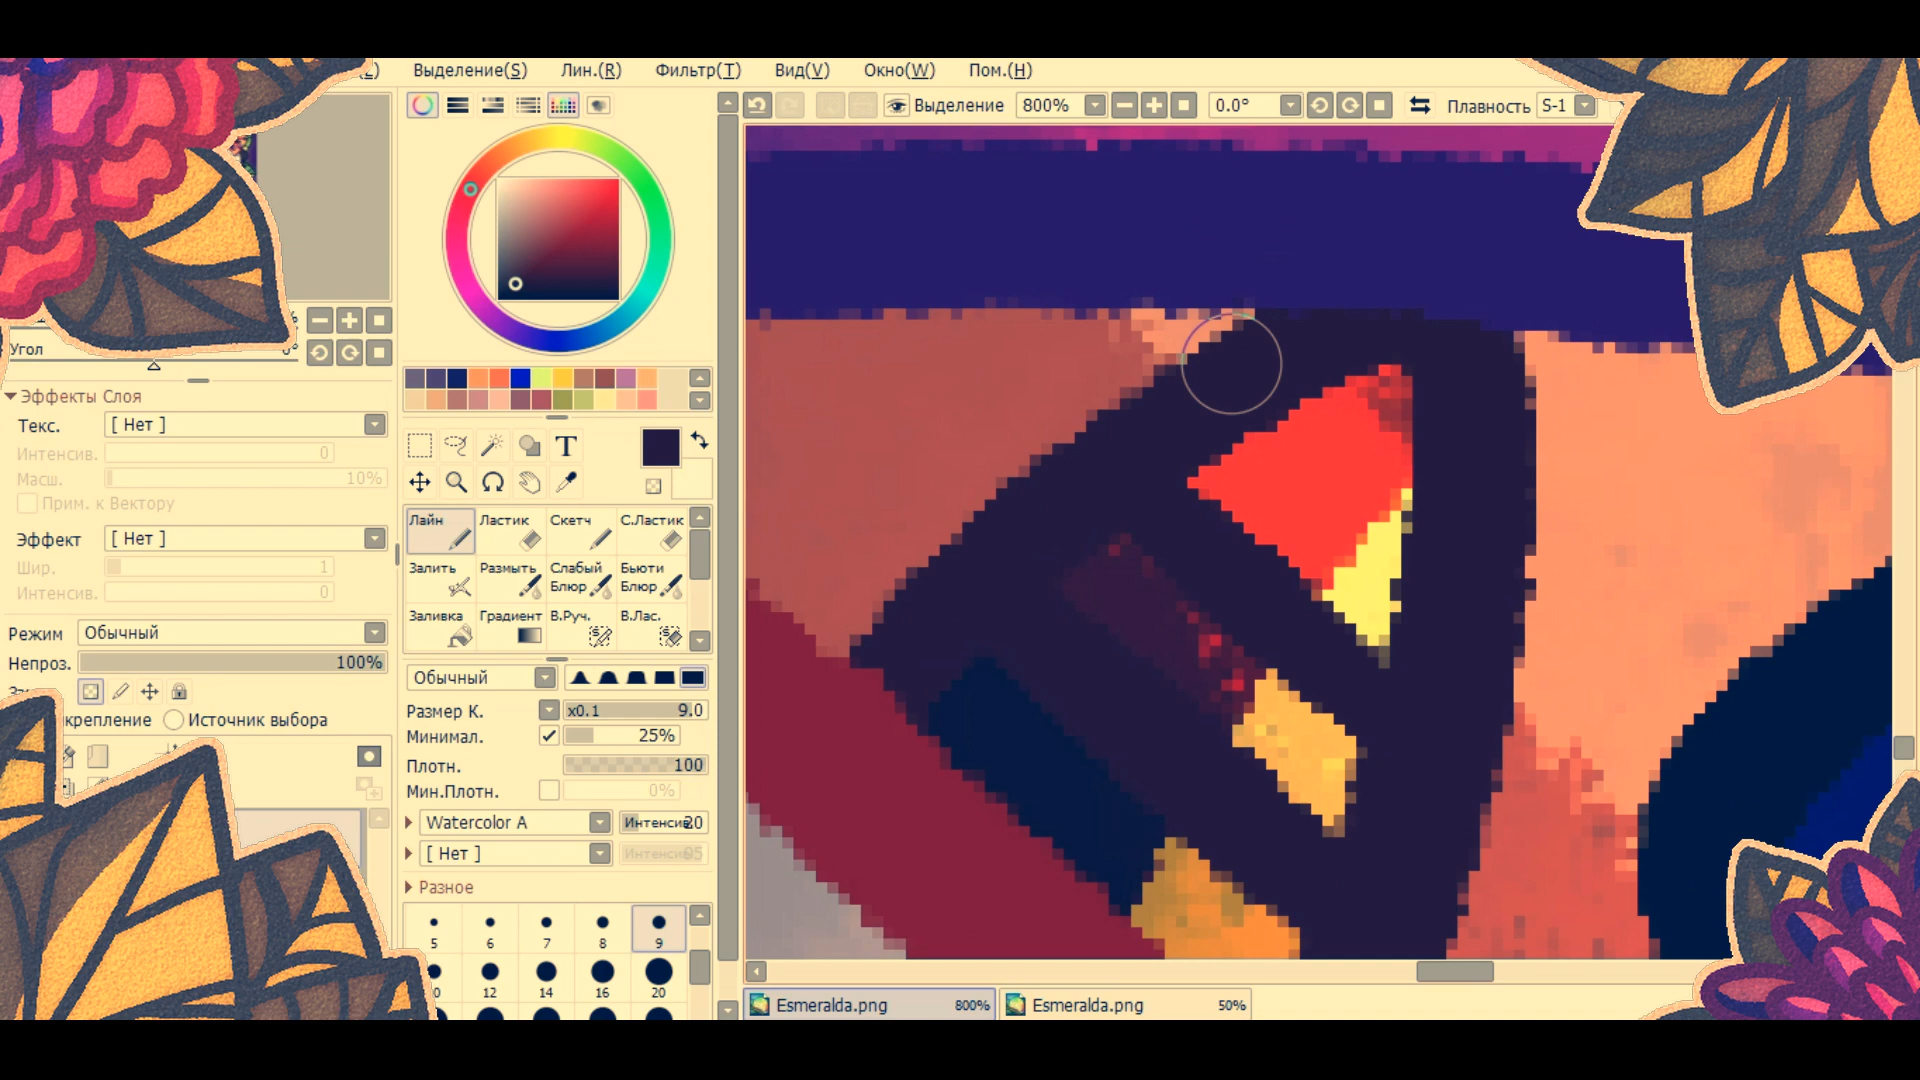 Выделение(S) Лин.(R) Фильтр(T) Вид(V) Окно(W) Пом.(H)
Выделение 800% 0.0° Плавность S-1
Угол
Эффекты Слоя
Текс. [ Нет ]
Интенсив. 0
Масш. 10%
Прим. к Вектору
Эффект [ Нет ]
Шир. 1
Интенсив. 0
Режим Обычный
Непроз. 100%
крепление Источник выбора
T
Лайн Ластик Скетч С.Ластик
Залить Размыть Слабый Блюр Бьюти Блюр
Заливка Градиент В.Руч. В.Лас.
Обычный
Размер К. x0.1 9.0
Минимал. 25%
Плотн. 100
Мин.Плотн. 0%
Watercolor A Интенсив 20
[ Нет ] Интенсив 95
Разное
5 6 7 8 9
0 12 14 16 20
Esmeralda.png 800% Esmeralda.png 50%